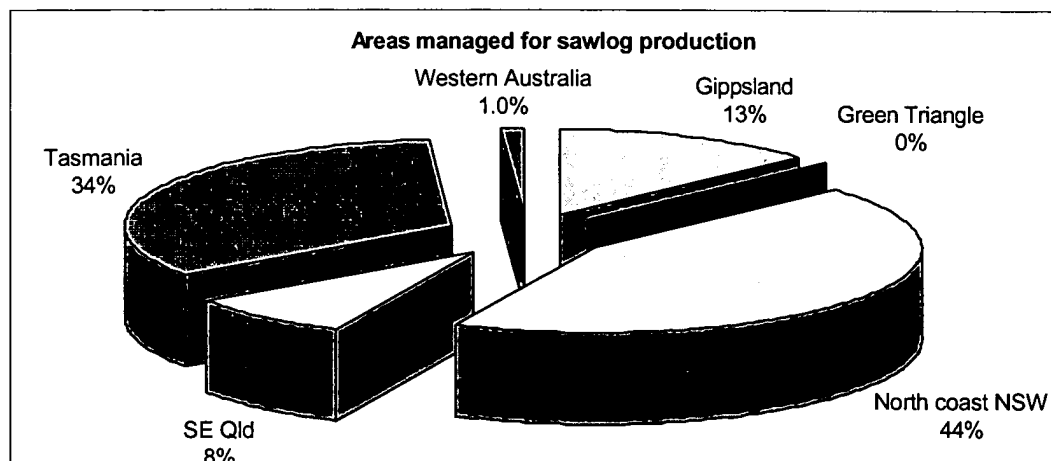 Areas managed for sawlog production
Western Australia
1.0%
Gippsland
13%
Green Triangle
0%
Tasmania
34%
North coast NSW
44%
SE Qld
8%